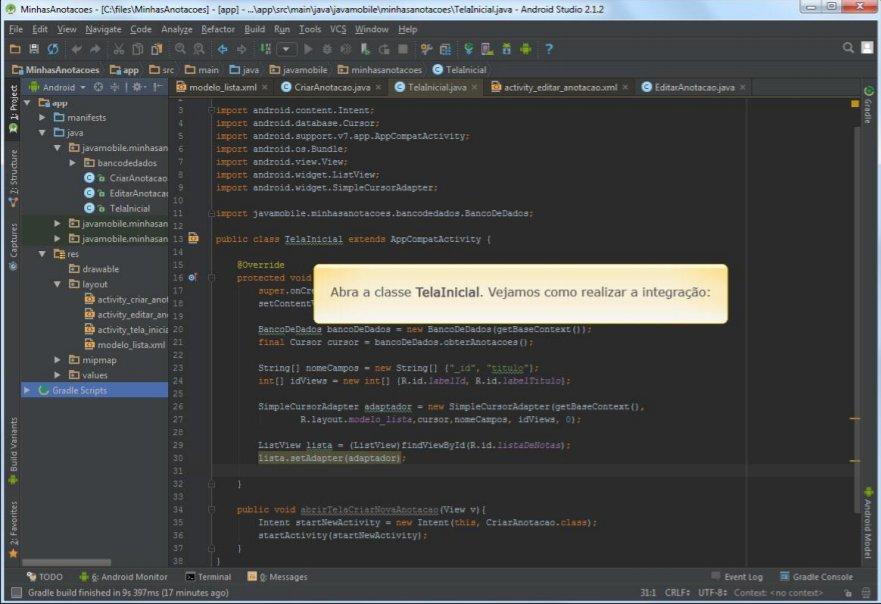 MinhasAnotacoes - [C:\files\MinhasAnotacoes] - [app] - ...\app\src\main\java\javamobile\minhasanotacoes\TelaInicial.java - Android Studio 2.1.2
File Edit View Navigate Code Analyze Refactor Build Run Tools VCS Window Help
MinhasAnotacoes app src main java javamobile minhasanotacoes TelaInicial
Android modelo_lista.xml CriarAnotacao.java TelaInicial.java activity_editar_anotacao.xml EditarAnotacao.java
1: Project
Z: Structure
Captures
Build Variants
2: Favorites
app
manifests
java
javamobile.minhasan
bancodedados
CriarAnotacao
EditarAnotacao
TelaInicial
javamobile.minhasan
javamobile.minhasan
res
drawable
layout
activity_criar_anot
activity_editar_an
activity_tela_inicia
modelo_lista.xml
mipmap
values
Gradle Scripts
3 import android.content.Intent;
4 import android.database.Cursor;
5 import android.support.v7.app.AppCompatActivity;
6 import android.os.Bundle;
7 import android.view.View;
8 import android.widget.ListView;
9 import android.widget.SimpleCursorAdapter;
10
11 import javamobile.minhasanotacoes.bancodedados.BancoDeDados;
12
13 public class TelaInicial extends AppCompatActivity {
14
15 @Override
16 protected void
17 super.onCre
18 setContentV
19
20 BancoDeDados bancoDeDados = new BancoDeDados(getBaseContext());
21 final Cursor cursor = bancoDeDados.obterAnotacoes();
22
23 String[] nomeCampos = new String[] {"_id", "titulo"};
24 int[] idViews = new int[] {R.id.labelId, R.id.labelTitulo};
25
26 SimpleCursorAdapter adaptador = new SimpleCursorAdapter(getBaseContext(),
27 R.layout.modelo_lista,cursor,nomeCampos, idViews, 0);
28
29 ListView lista = (ListView)findViewById(R.id.listaDeNotas);
30 lista.setAdapter(adaptador);
31
32 }
33
34 public void abrirTelaCriarNovaAnotacao(View v){
35 Intent startNewActivity = new Intent(this, CriarAnotacao.class);
36 startActivity(startNewActivity);
37 }
38 }
Abra a classe TelaInicial. Vejamos como realizar a integração:
Gradle
Android Model
TODO 6: Android Monitor Terminal 0: Messages Event Log Gradle Console
Gradle build finished in 9s 397ms (17 minutes ago) 31:1 CRLF÷ UTF-8÷ Context: <no context>